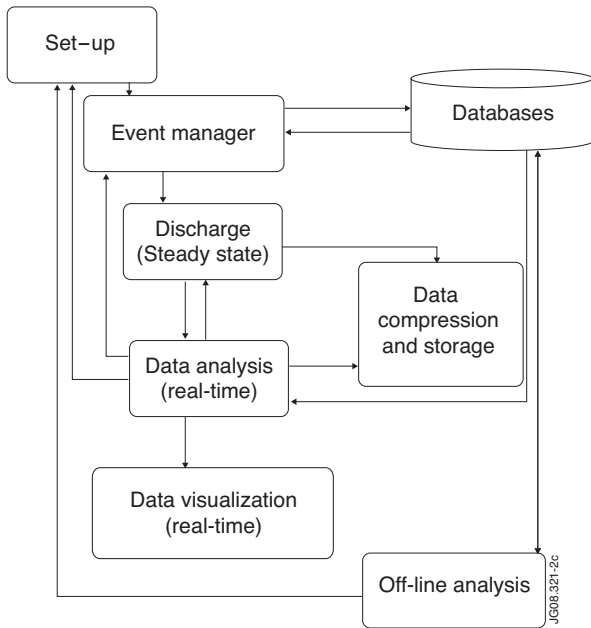 Set-up
Event manager
Databases
Discharge
(Steady state)
Data
compression
and storage
Data analysis
(real-time)
Data visualization
(real-time)
Off-line analysis
JG08.321-2c